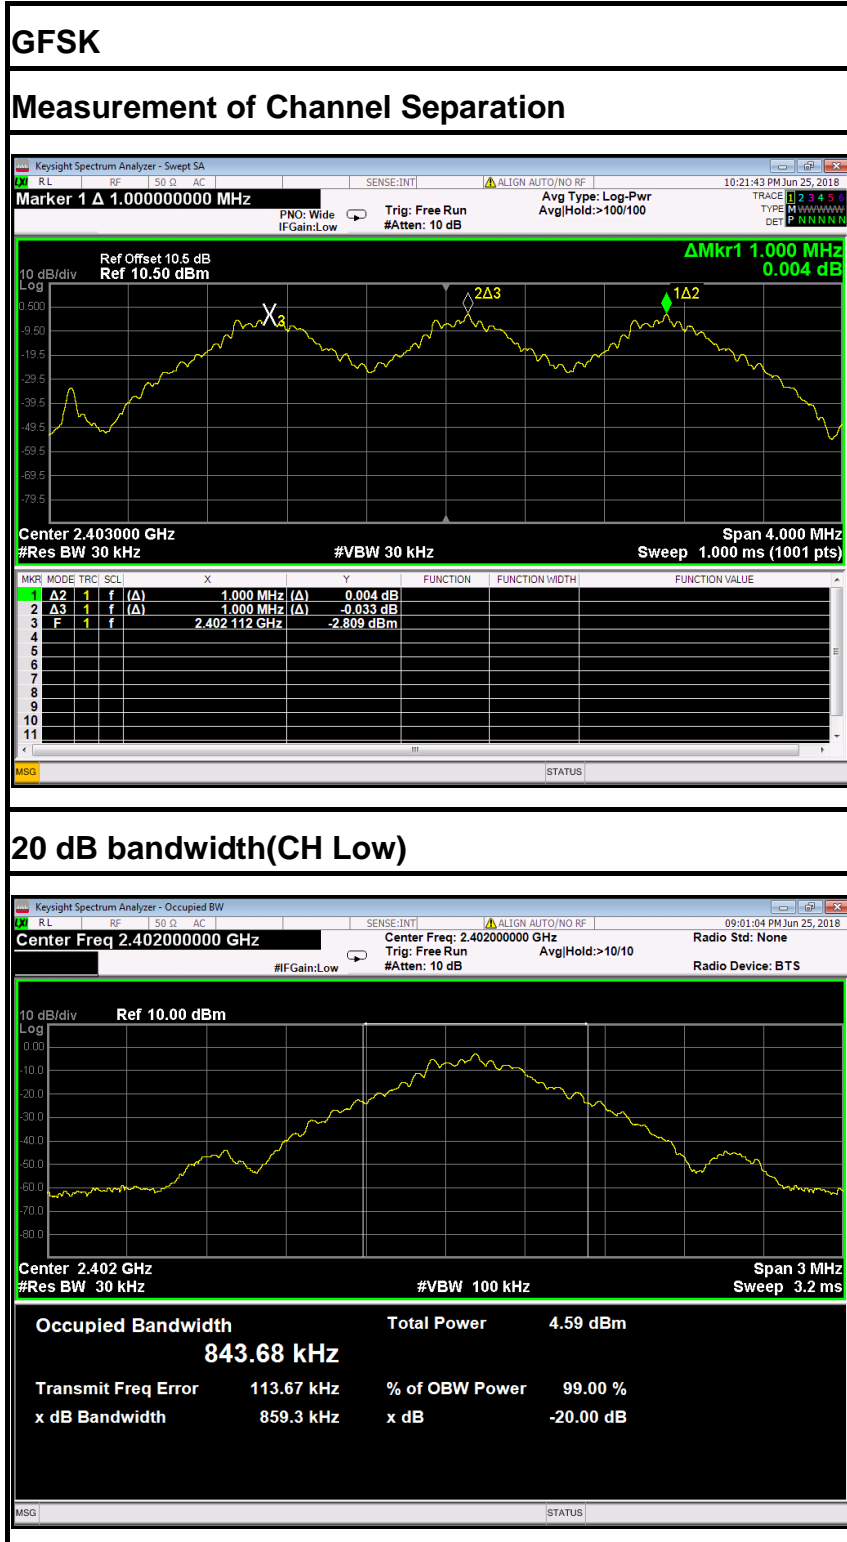 GFSK
Measurement of Channel Separation
Keysight Spectrum Analyzer - Swept SA
LXI RL RF 50 Ω AC SENSE:INT ALIGN AUTO/NO RF 10:21:43 PM Jun 25, 2018
Marker 1 Δ 1.000000000 MHz
PNO: Wide
IFGain:Low
Trig: Free Run
#Atten: 10 dB
Avg Type: Log-Pwr
Avg|Hold:>100/100
TRACE 1 2 3 4 5 6
TYPE M WWWWW
DET P N N N N N
ΔMkr1 1.000 MHz
0.004 dB
Ref Offset 10.5 dB
10 dB/div Ref 10.50 dBm
Log
0.500
-9.50
-19.5
-29.5
-39.5
-49.5
-59.5
-69.5
-79.5
X3
2Δ3
1Δ2
Center 2.403000 GHz Span 4.000 MHz
#Res BW 30 kHz #VBW 30 kHz Sweep 1.000 ms (1001 pts)
MKR MODE TRC SCL X Y FUNCTION FUNCTION WIDTH FUNCTION VALUE
1 Δ2 1 f (Δ) 1.000 MHz (Δ) 0.004 dB
2 Δ3 1 f (Δ) 1.000 MHz (Δ) -0.033 dB
3 F 1 f 2.402 112 GHz -2.809 dBm
4
5
6
7
8
9
10
11
MSG STATUS
20 dB bandwidth(CH Low)
Keysight Spectrum Analyzer - Occupied BW
LXI RL RF 50 Ω AC SENSE:INT ALIGN AUTO/NO RF 09:01:04 PM Jun 25, 2018
Center Freq 2.402000000 GHz
#IFGain:Low
Center Freq: 2.402000000 GHz
Trig: Free Run Avg|Hold:>10/10
#Atten: 10 dB
Radio Std: None
Radio Device: BTS
10 dB/div Ref 10.00 dBm
Log
0.00
-10.0
-20.0
-30.0
-40.0
-50.0
-60.0
-70.0
-80.0
Center 2.402 GHz Span 3 MHz
#Res BW 30 kHz #VBW 100 kHz Sweep 3.2 ms
Occupied Bandwidth Total Power 4.59 dBm
843.68 kHz
Transmit Freq Error 113.67 kHz % of OBW Power 99.00 %
x dB Bandwidth 859.3 kHz x dB -20.00 dB
MSG STATUS